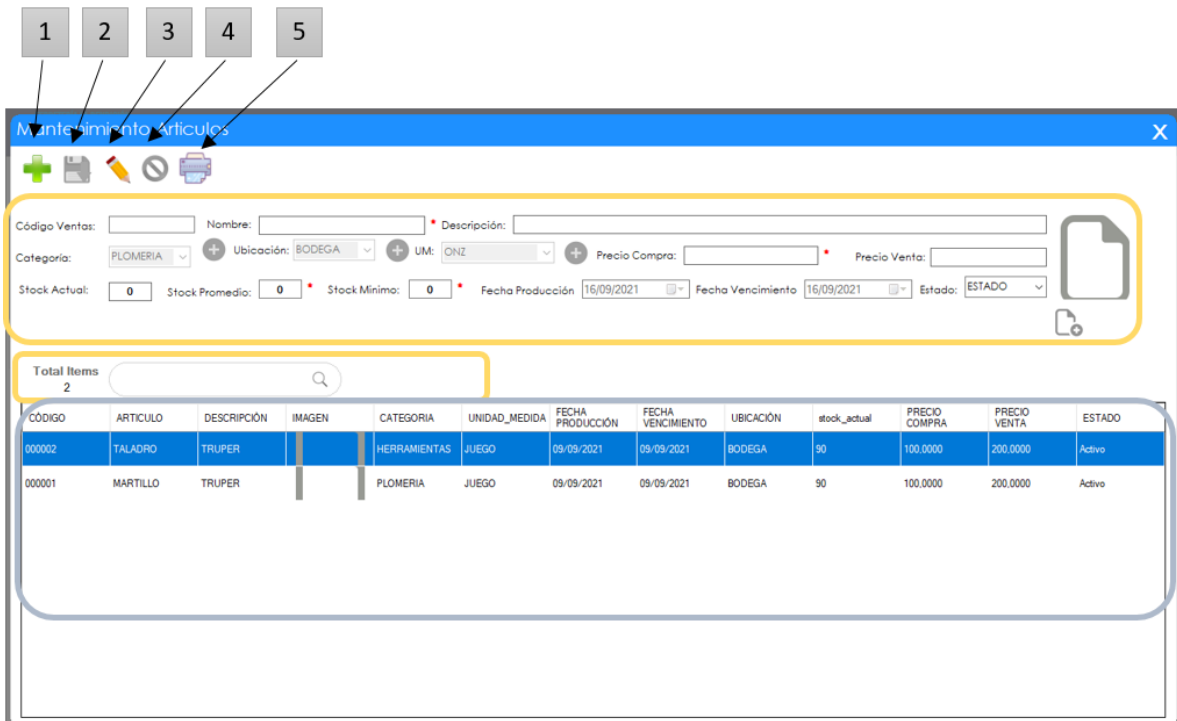 1 2 3 4 5
Mantenimiento Articulos X
Código Ventas: Nombre: * Descripción:
Categoría: PLOMERIA Ubicación: BODEGA UM: ONZ Precio Compra: * Precio Venta:
Stock Actual: 0 Stock Promedio: 0 * Stock Minimo: 0 * Fecha Producción 16/09/2021 Fecha Vencimiento 16/09/2021 Estado: ESTADO
Total Items
2
CÓDIGO ARTICULO DESCRIPCIÓN IMAGEN CATEGORIA UNIDAD_MEDIDA FECHA PRODUCCIÓN FECHA VENCIMIENTO UBICACIÓN stock_actual PRECIO COMPRA PRECIO VENTA ESTADO
000002 TALADRO TRUPER HERRAMIENTAS JUEGO 09/09/2021 09/09/2021 BODEGA 90 100,0000 200,0000 Activo
000001 MARTILLO TRUPER PLOMERIA JUEGO 09/09/2021 09/09/2021 BODEGA 90 100,0000 200,0000 Activo